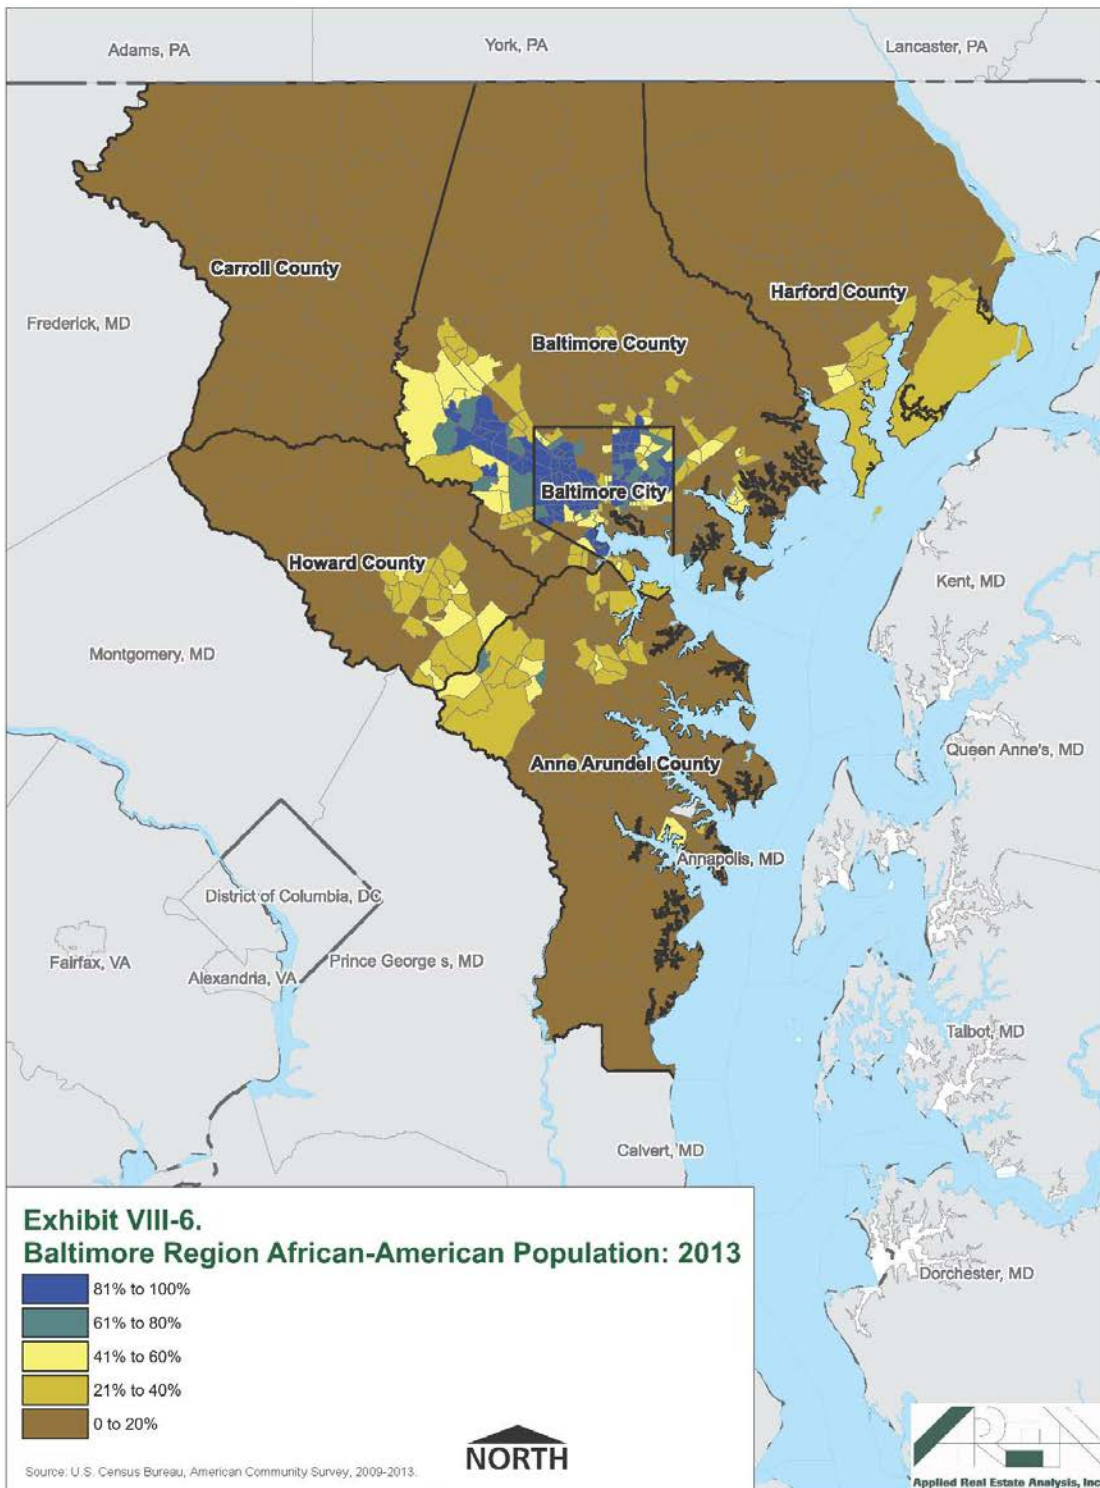 Adams, PA
York, PA
Lancaster, PA
Carroll County
Harford County
Frederick, MD
Baltimore County
Baltimore City
Howard County
Kent, MD
Montgomery, MD
Queen Anne's, MD
Anne Arundel County
Annapolis, MD
District of Columbia, DC
Fairfax, VA
Prince George s, MD
Alexandria, VA
Talbot, MD
Calvert, MD
Dorchester, MD
Exhibit VIII-6.
Baltimore Region African-American Population: 2013
81% to 100%
61% to 80%
41% to 60%
21% to 40%
0 to 20%
NORTH
Source: U.S. Census Bureau, American Community Survey, 2009-2013.
Applied Real Estate Analysis, Inc